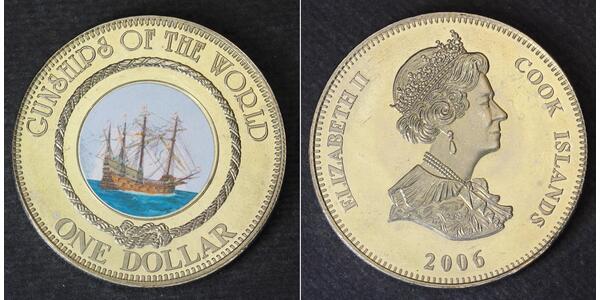 GUNSHIPS OF THE WORLD
ONE DOLLAR
ELIZABETH II
COOK ISLANDS
2006